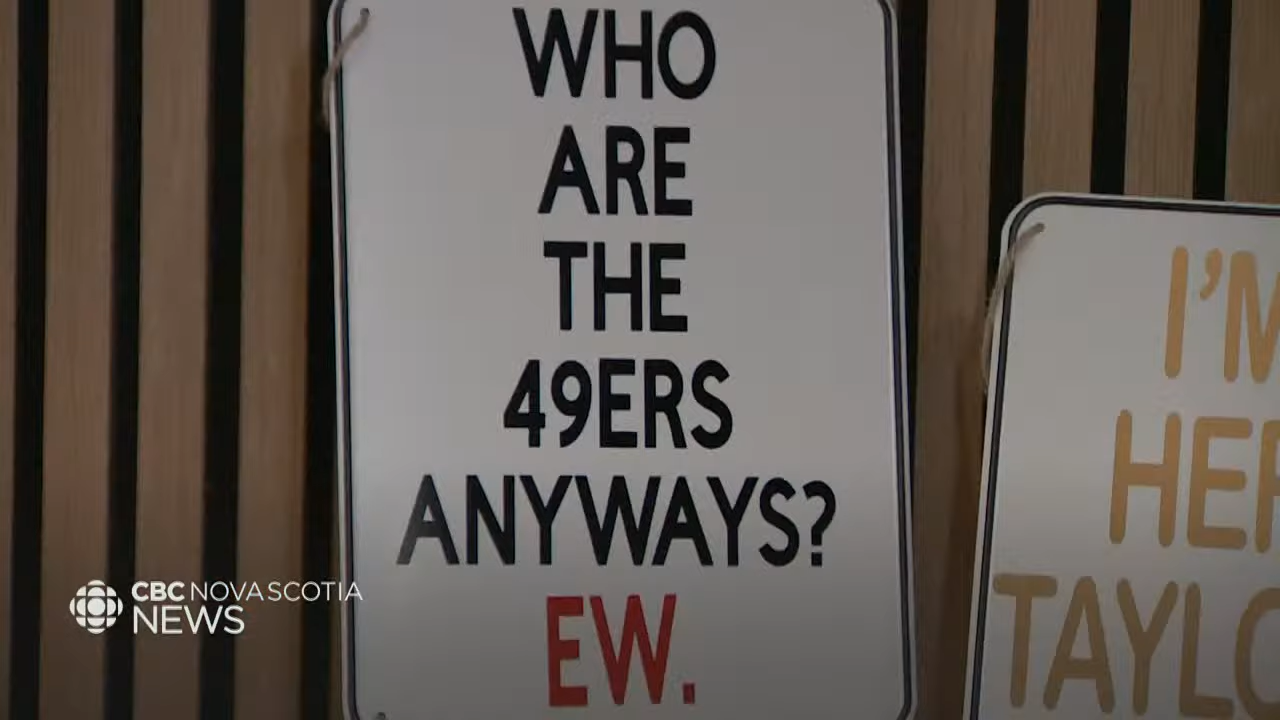 WHO
ARE
THE
49ERS
ANYWAYS?
EW.
I'M
CBC NOVA SCOTIA
NEWS